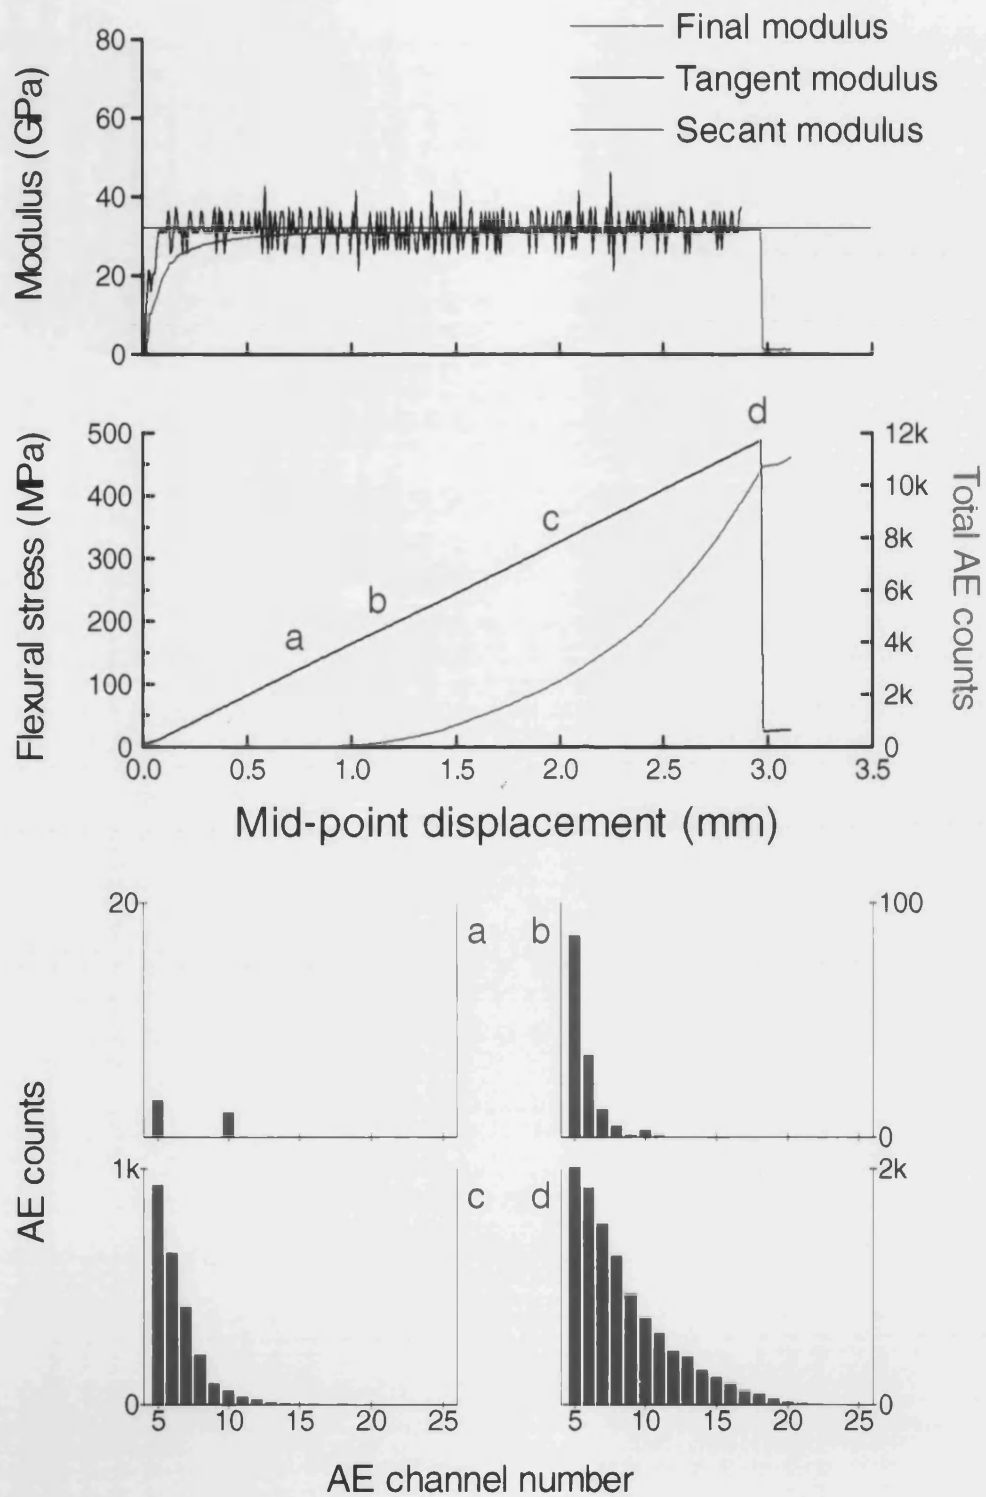 Final modulus
Tangent modulus
Secant modulus
Modulus (GPa)
80
60
40
20
0
Flexural stress (MPa)
500
450
300
200
100
0
a
b
c
d
12k
10k
8k
6k
4k
2k
0
Total AE counts
0.0 0.5 1.0 1.5 2.0 2.5 3.0 3.5
Mid-point displacement (mm)
AE counts
20
a
b
100
0
1k
0
c
d
2k
0
5 10 15 20 25
5 10 15 20 25
AE channel number